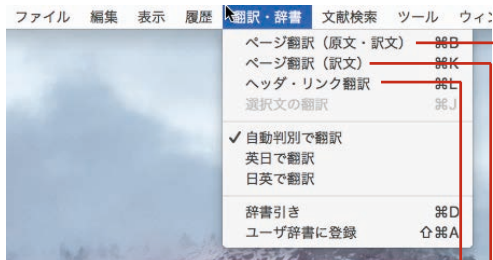 ファイル 編集 表示 履歴 翻訳・辞書 文献検索 ツール ウィン
ページ翻訳（原文・訳文） ⌘B
ページ翻訳（訳文） ⌘K
ヘッダ・リンク翻訳 ⌘L
選択文の翻訳 ⌘J
✓ 自動判別で翻訳
英日で翻訳
日英で翻訳
辞書引き ⌘D
ユーザ辞書に登録 ⇧⌘A